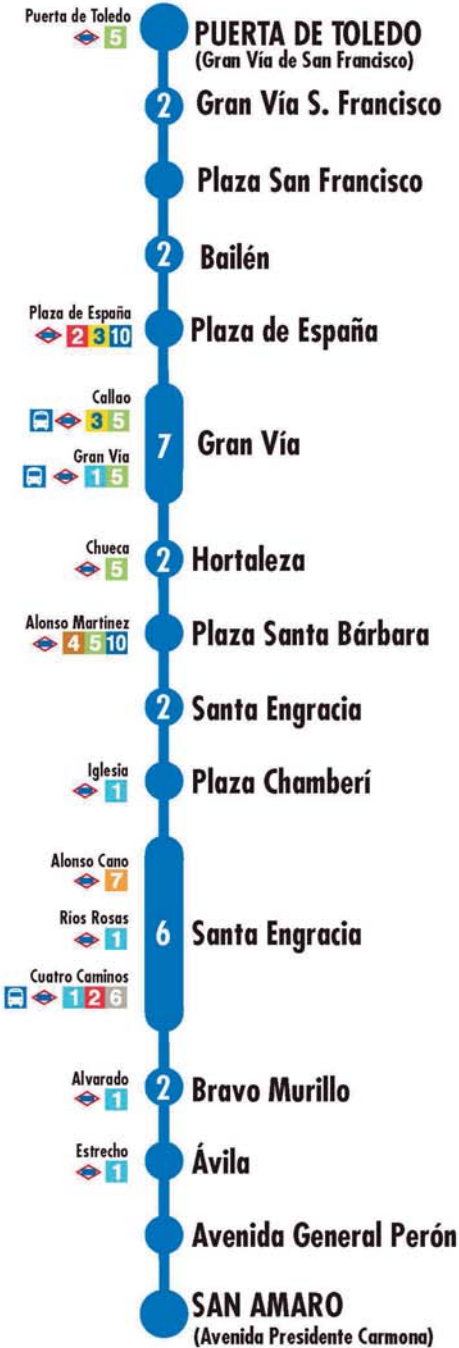 Puerta de Toledo
5
PUERTA DE TOLEDO
(Gran Vía de San Francisco)
2
Gran Vía S. Francisco
Plaza San Francisco
2
Bailén
Plaza de España
2 3 10
Plaza de España
Callao
3 5
Gran Vía
1 5
7
Gran Vía
Chueca
5
2
Hortaleza
Alonso Martínez
4 5 10
Plaza Santa Bárbara
2
Santa Engracia
Iglesia
1
Plaza Chamberí
Alonso Cano
7
Ríos Rosas
1
Cuatro Caminos
1 2 6
6
Santa Engracia
Alvarado
1
2
Bravo Murillo
Estrecho
1
Ávila
Avenida General Perón
SAN AMARO
(Avenida Presidente Carmona)